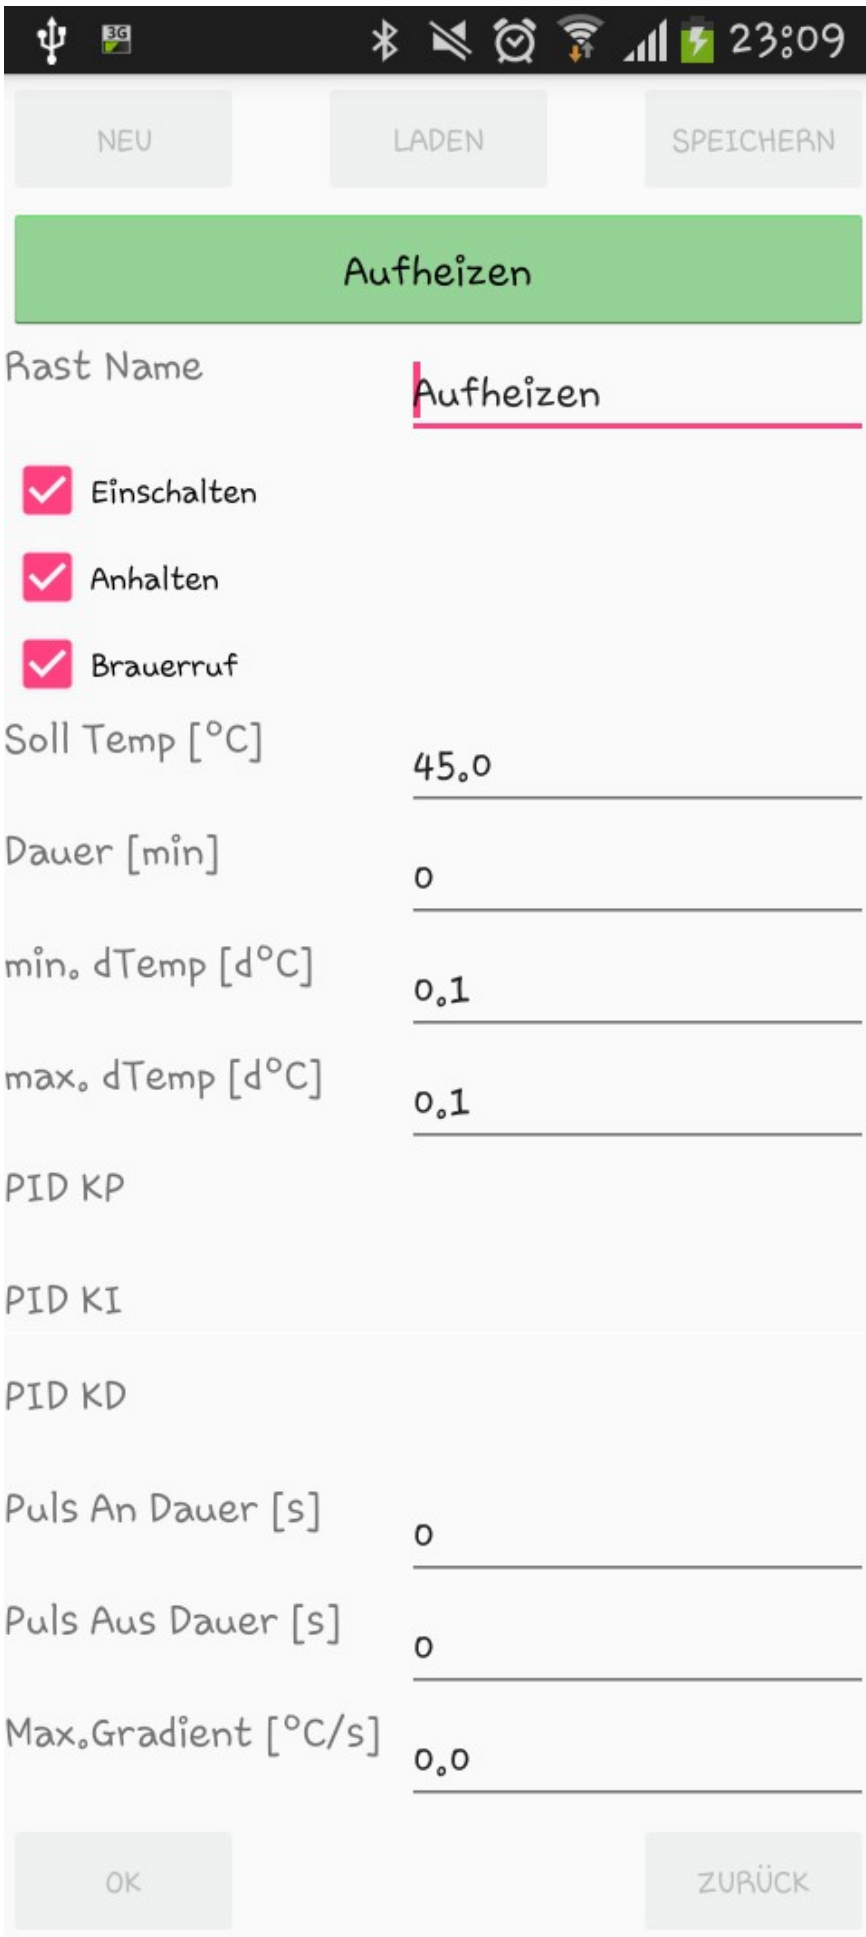 3G 23:09
NEU LADEN SPEICHERN
Aufheizen
Rast Name Aufheizen
Einschalten
Anhalten
Brauerruf
Soll Temp [°C] 45.0
Dauer [min] 0
min. dTemp [d°C] 0.1
max. dTemp [d°C] 0.1
PID KP
PID KI
PID KD
Puls An Dauer [s] 0
Puls Aus Dauer [s] 0
Max.Gradient [°C/s] 0.0
OK ZURÜCK